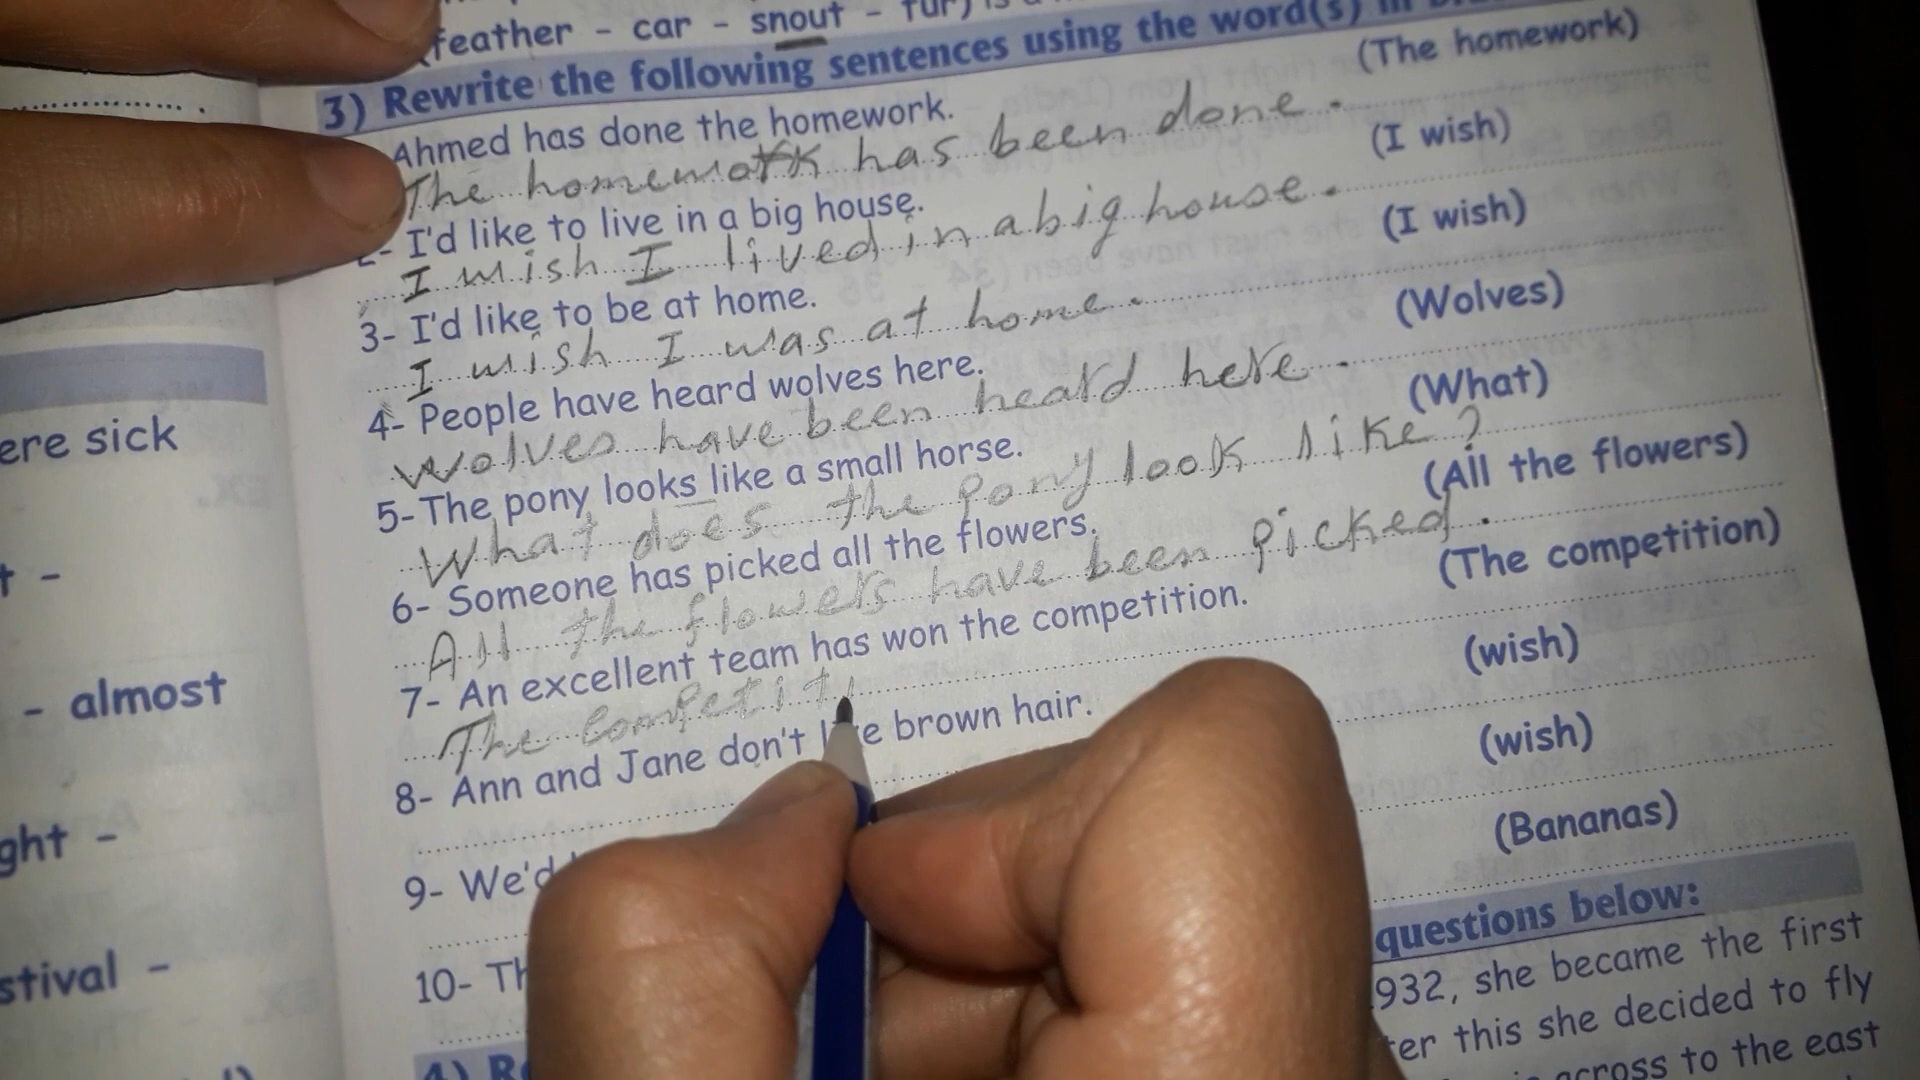 feather - car - snout - fur) is a
3) Rewrite the following sentences using the word(s) in
Ahmed has done the homework. (The homework)
The homework has been done.
2- I'd like to live in a big house. (I wish)
I wish I lived in a big house.
3- I'd like to be at home. (I wish)
I wish I was at home.
4- People have heard wolves here. (Wolves)
Wolves have been heard here.
5- The pony looks like a small horse. (What)
What does the pony look like?
6- Someone has picked all the flowers. (All the flowers)
All the flowers have been picked.
7- An excellent team has won the competition. (The competition)
The competiti
8- Ann and Jane don't like brown hair. (wish)
9- We'd (wish)
10- Th (Bananas)
4) Re questions below:
932, she became the first
ter this she decided to fly
across to the east
ere sick
t -
- almost
ght -
stival -